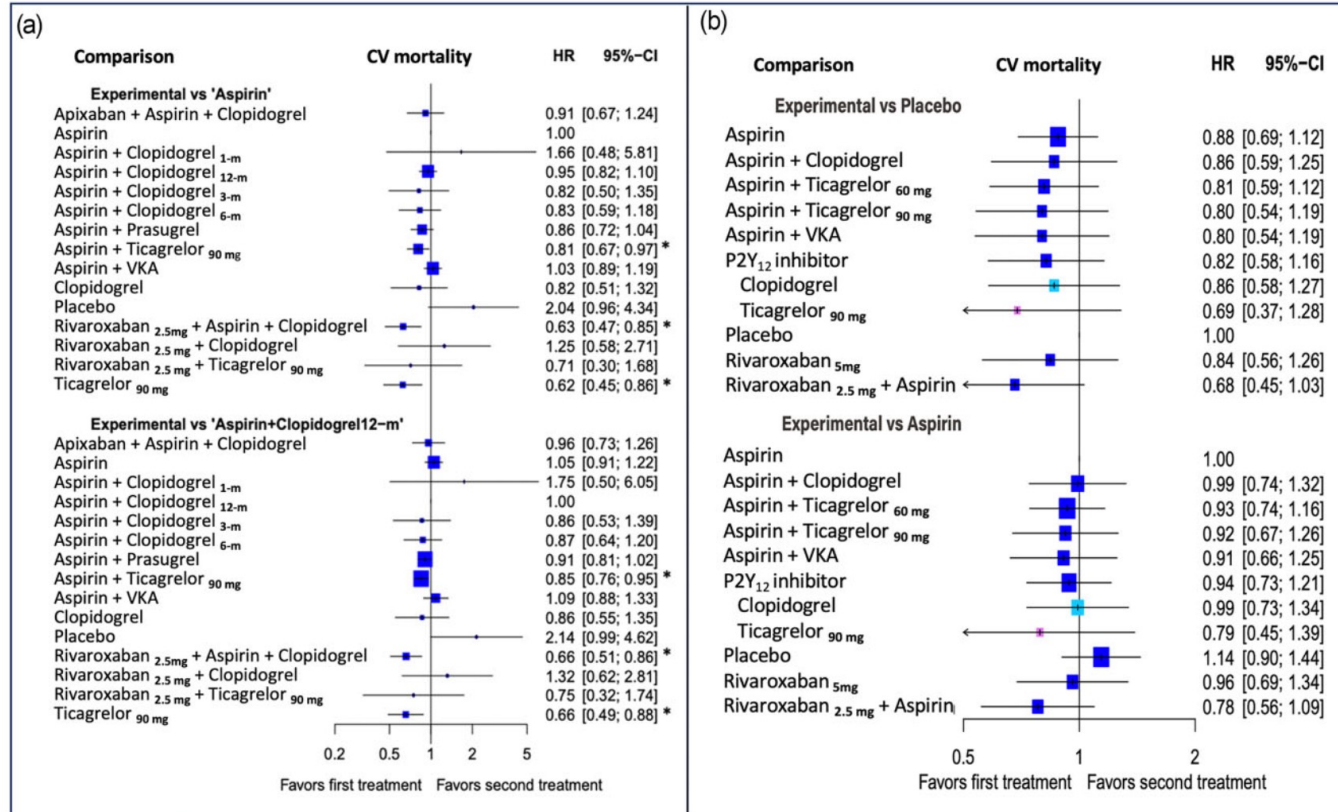 (a)
Comparison CV mortality HR 95%−CI
Experimental vs 'Aspirin'
Apixaban + Aspirin + Clopidogrel 0.91 [0.67; 1.24]
Aspirin 1.00
Aspirin + Clopidogrel 1-m 1.66 [0.48; 5.81]
Aspirin + Clopidogrel 12-m 0.95 [0.82; 1.10]
Aspirin + Clopidogrel 3-m 0.82 [0.50; 1.35]
Aspirin + Clopidogrel 6-m 0.83 [0.59; 1.18]
Aspirin + Prasugrel 0.86 [0.72; 1.04]
Aspirin + Ticagrelor 90 mg 0.81 [0.67; 0.97] *
Aspirin + VKA 1.03 [0.89; 1.19]
Clopidogrel 0.82 [0.51; 1.32]
Placebo 2.04 [0.96; 4.34]
Rivaroxaban 2.5mg + Aspirin + Clopidogrel 0.63 [0.47; 0.85] *
Rivaroxaban 2.5 mg + Clopidogrel 1.25 [0.58; 2.71]
Rivaroxaban 2.5 mg + Ticagrelor 90 mg 0.71 [0.30; 1.68]
Ticagrelor 90 mg 0.62 [0.45; 0.86] *
Experimental vs 'Aspirin+Clopidogrel12−m'
Apixaban + Aspirin + Clopidogrel 0.96 [0.73; 1.26]
Aspirin 1.05 [0.91; 1.22]
Aspirin + Clopidogrel 1-m 1.75 [0.50; 6.05]
Aspirin + Clopidogrel 12-m 1.00
Aspirin + Clopidogrel 3-m 0.86 [0.53; 1.39]
Aspirin + Clopidogrel 6-m 0.87 [0.64; 1.20]
Aspirin + Prasugrel 0.91 [0.81; 1.02]
Aspirin + Ticagrelor 90 mg 0.85 [0.76; 0.95] *
Aspirin + VKA 1.09 [0.88; 1.33]
Clopidogrel 0.86 [0.55; 1.35]
Placebo 2.14 [0.99; 4.62]
Rivaroxaban 2.5mg + Aspirin + Clopidogrel 0.66 [0.51; 0.86] *
Rivaroxaban 2.5 mg + Clopidogrel 1.32 [0.62; 2.81]
Rivaroxaban 2.5 mg + Ticagrelor 90 mg 0.75 [0.32; 1.74]
Ticagrelor 90 mg 0.66 [0.49; 0.88] *
0.2 0.5 1 2 5
Favors first treatment Favors second treatment
(b)
Comparison CV mortality HR 95%−CI
Experimental vs Placebo
Aspirin 0.88 [0.69; 1.12]
Aspirin + Clopidogrel 0.86 [0.59; 1.25]
Aspirin + Ticagrelor 60 mg 0.81 [0.59; 1.12]
Aspirin + Ticagrelor 90 mg 0.80 [0.54; 1.19]
Aspirin + VKA 0.80 [0.54; 1.19]
P2Y12 inhibitor 0.82 [0.58; 1.16]
Clopidogrel 0.86 [0.58; 1.27]
Ticagrelor 90 mg 0.69 [0.37; 1.28]
Placebo 1.00
Rivaroxaban 5mg 0.84 [0.56; 1.26]
Rivaroxaban 2.5 mg + Aspirin 0.68 [0.45; 1.03]
Experimental vs Aspirin
Aspirin 1.00
Aspirin + Clopidogrel 0.99 [0.74; 1.32]
Aspirin + Ticagrelor 60 mg 0.93 [0.74; 1.16]
Aspirin + Ticagrelor 90 mg 0.92 [0.67; 1.26]
Aspirin + VKA 0.91 [0.66; 1.25]
P2Y12 inhibitor 0.94 [0.73; 1.21]
Clopidogrel 0.99 [0.73; 1.34]
Ticagrelor 90 mg 0.79 [0.45; 1.39]
Placebo 1.14 [0.90; 1.44]
Rivaroxaban 5mg 0.96 [0.69; 1.34]
Rivaroxaban 2.5 mg + Aspirin 0.78 [0.56; 1.09]
0.5 1 2
Favors first treatment Favors second treatment